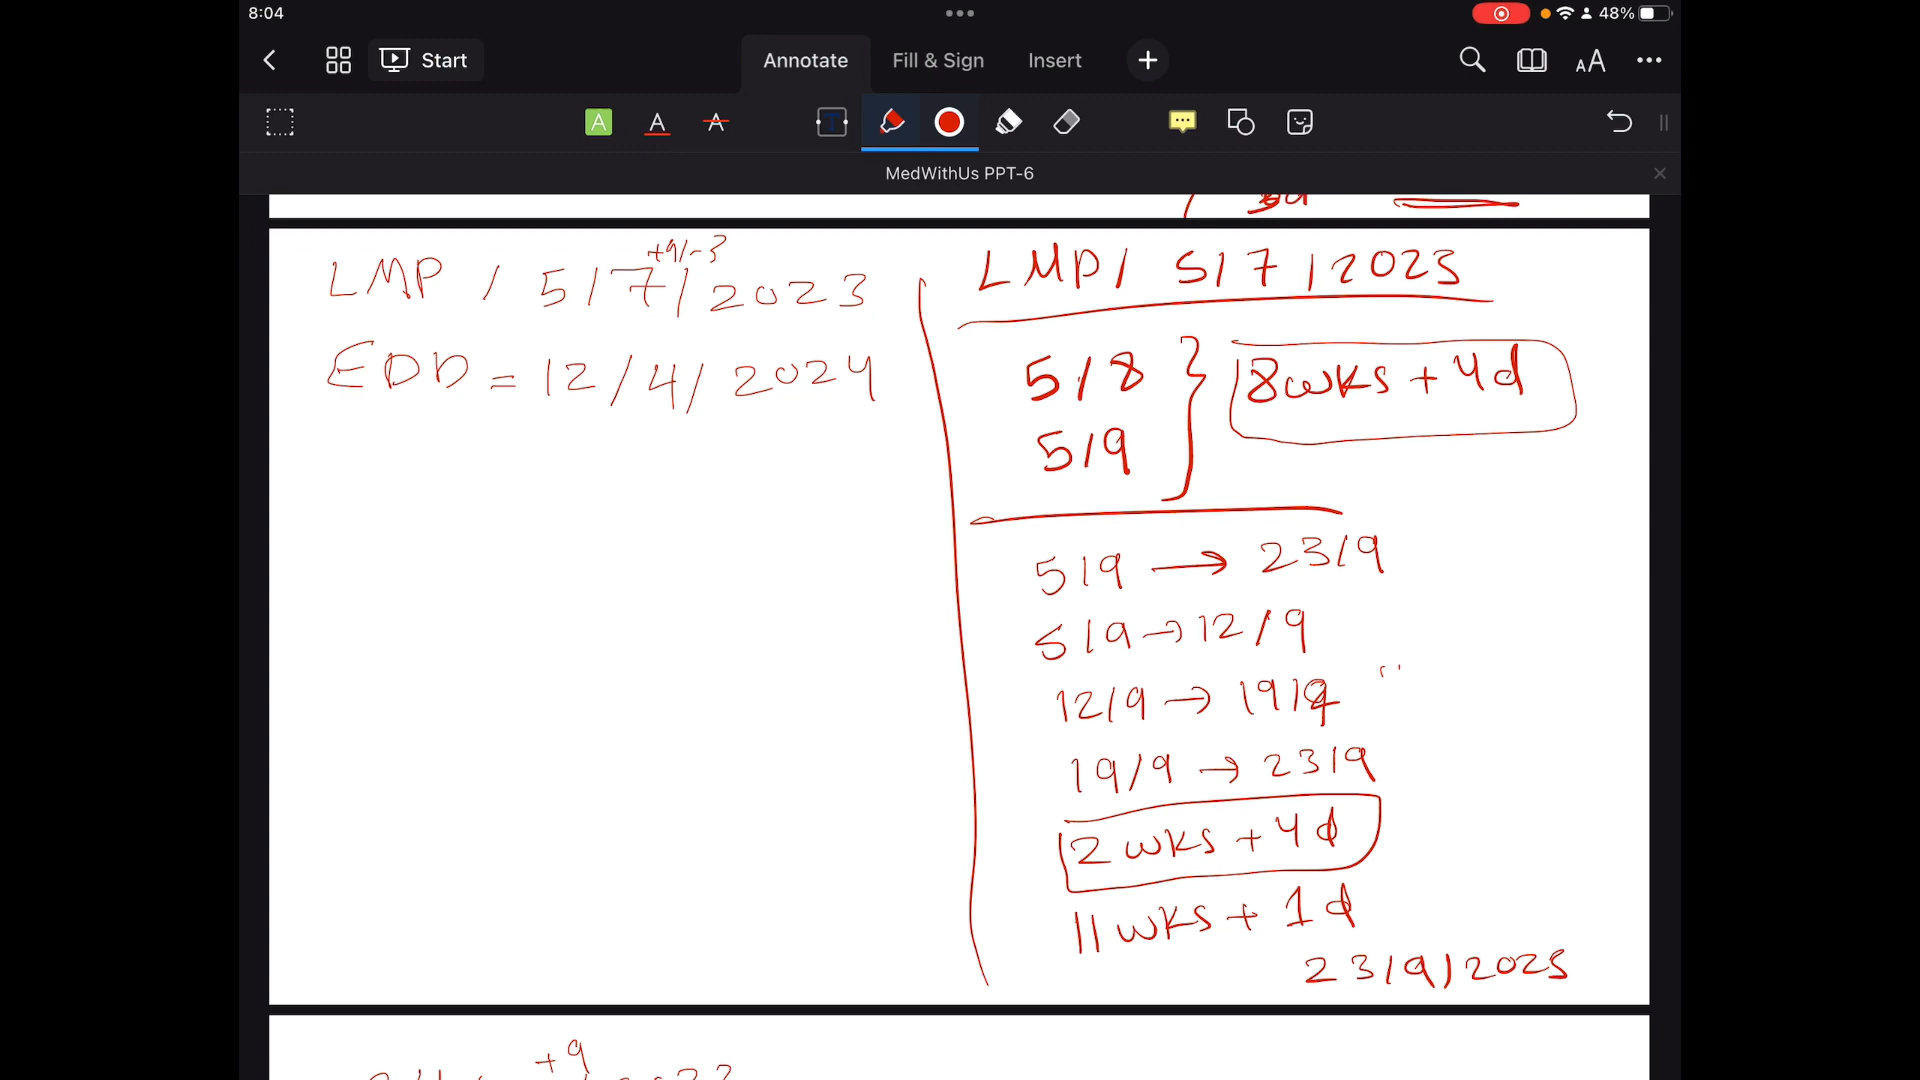 8:04
48%
Start
Annotate
Fill & Sign
Insert
MedWithUs PPT-6
+9/-3
LMP / 5/7/2023
EDD = 12/4/2024
LMP/ 5/7/2023
5/8
5/9
8wks + 4d
5/9 → 23/9
5/9 → 12/9
12/9 → 19/9
19/9 → 23/9
2 wks + 4d
11wks + 1d
23/9/2023
+9